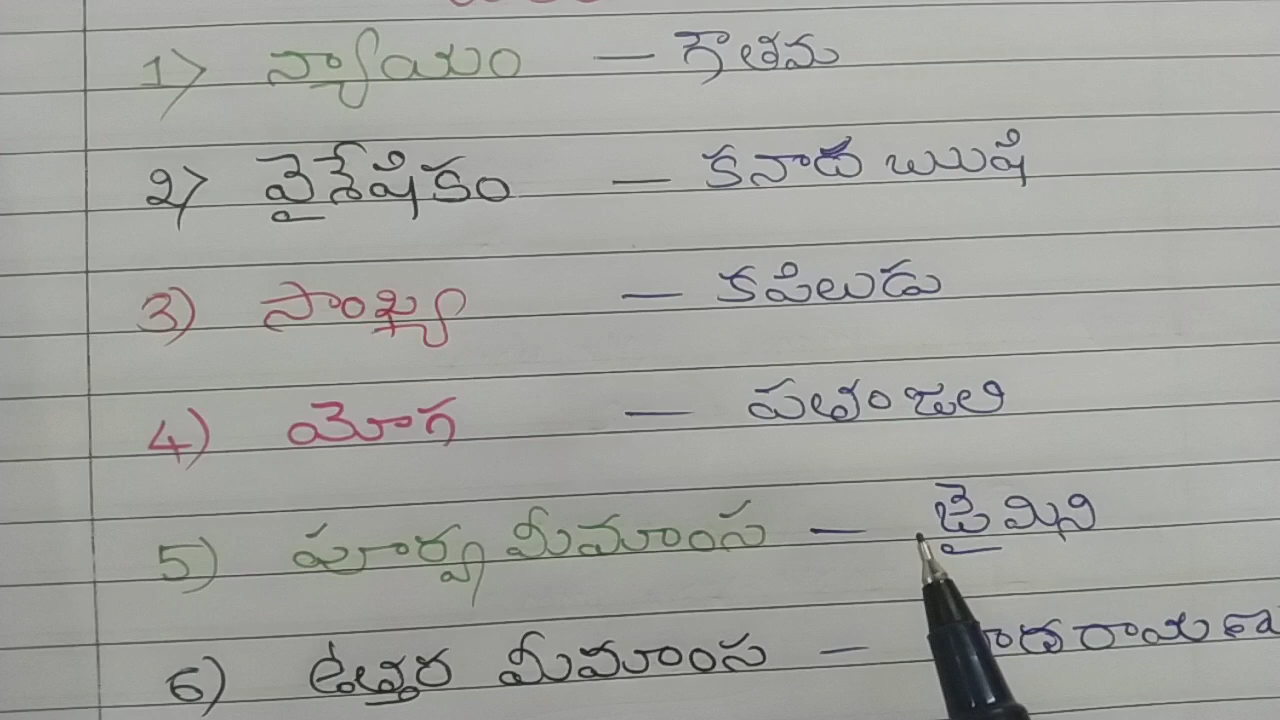 1) న్యాయం — గౌతమ
2) వైశేషికం — కనాద ఋషి
3) సాంఖ్య — కపిలుడు
4) యోగ — పతంజలి
5) పూర్వ మీమాంస — జైమిని
6) ఉత్తర మీమాంస —